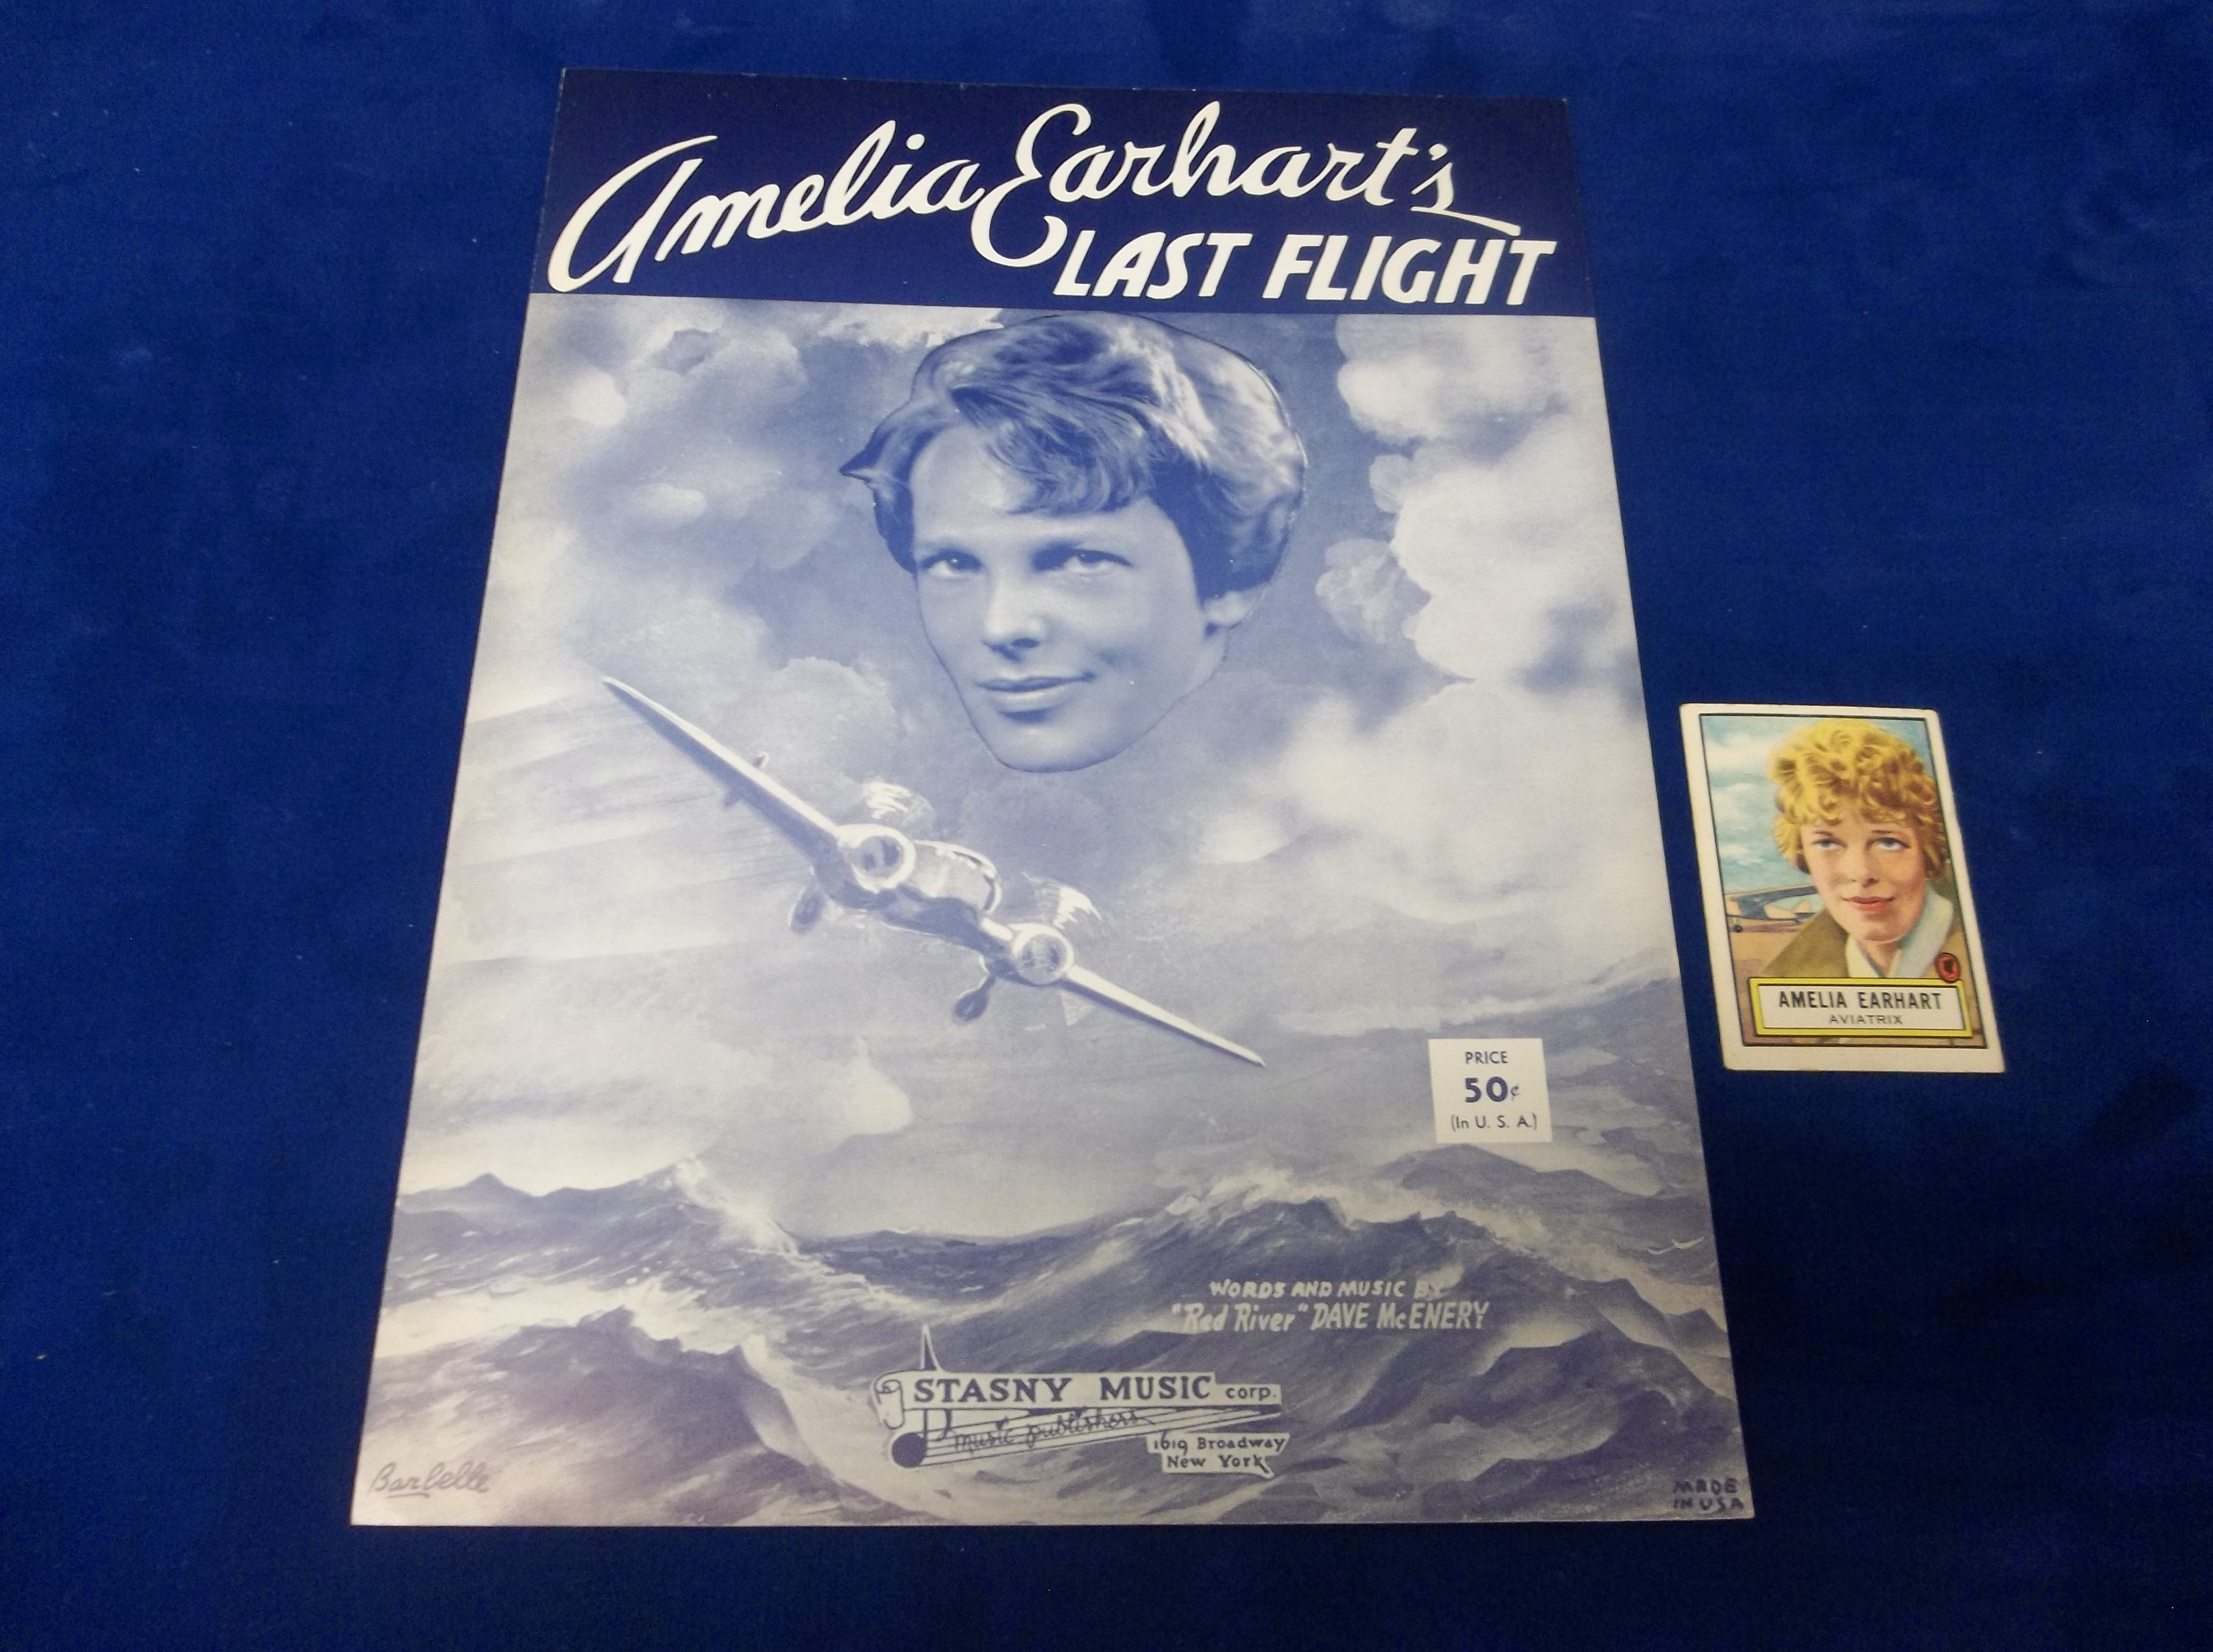 Amelia Earhart's
LAST FLIGHT
PRICE
50¢
(In U. S. A.)
WORDS AND MUSIC BY
"Red River" DAVE McENERY
STASNY MUSIC corp.
music publishers
1619 Broadway
New York
Barbelle
MADE
IN USA
AMELIA EARHART
AVIATRIX